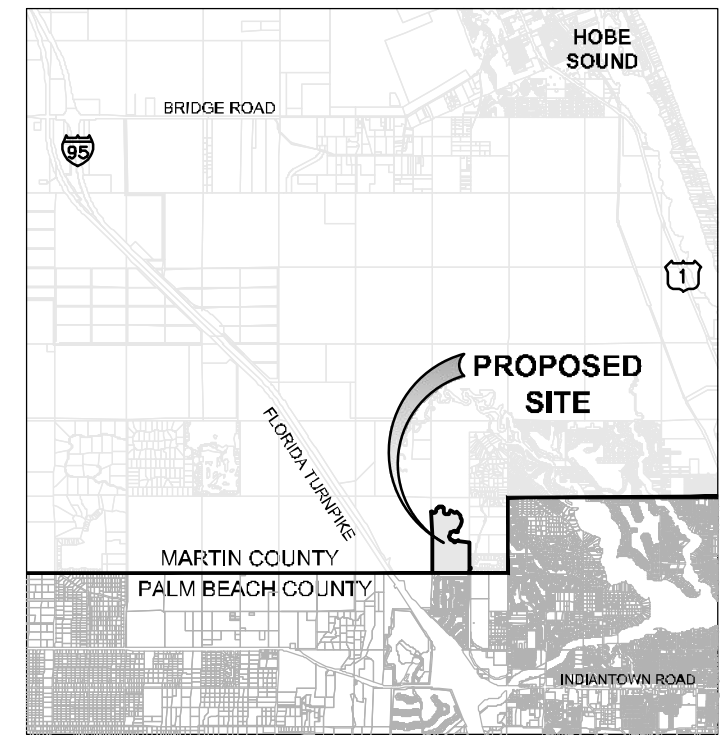 HOBE
SOUND
BRIDGE ROAD
95
1
PROPOSED
SITE
FLORIDA TURNPIKE
MARTIN COUNTY
PALM BEACH COUNTY
INDIANTOWN ROAD